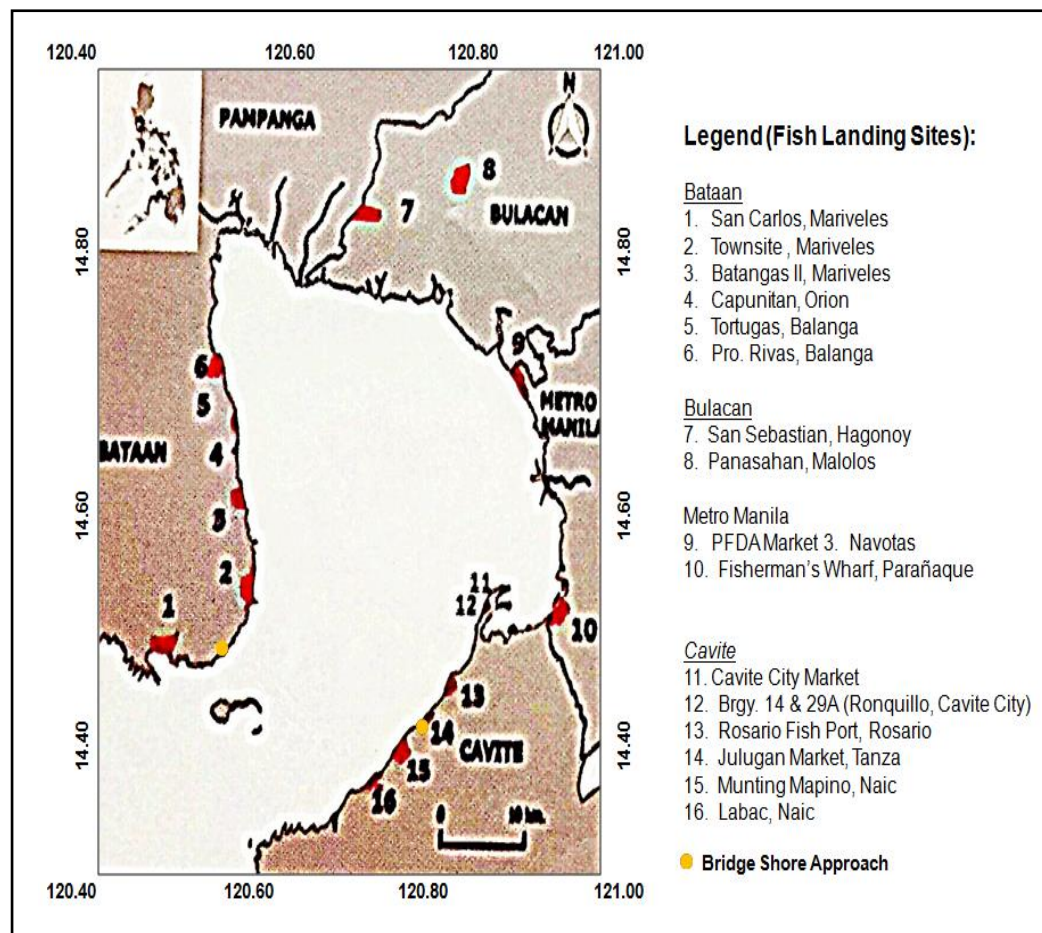 120.40 120.60 120.80 121.00
N
PAMPANGA
8
7
BULACAN
14.80 14.80
9
6
METRO
MANILA
5
BATAAN
4
14.60 14.60
3
2
11
12
1
10
13
14
CAVITE
14.40 14.40
15
16
0 10 km.
120.40 120.60 120.80 121.00
Legend (Fish Landing Sites):
Bataan
1. San Carlos, Mariveles
2. Townsite , Mariveles
3. Batangas II, Mariveles
4. Capunitan, Orion
5. Tortugas, Balanga
6. Pro. Rivas, Balanga
Bulacan
7. San Sebastian, Hagonoy
8. Panasahan, Malolos
Metro Manila
9. PFDA Market 3. Navotas
10. Fisherman's Wharf, Parañaque
Cavite
11. Cavite City Market
12. Brgy. 14 & 29A (Ronquillo, Cavite City)
13. Rosario Fish Port, Rosario
14. Julugan Market, Tanza
15. Munting Mapino, Naic
16. Labac, Naic
Bridge Shore Approach